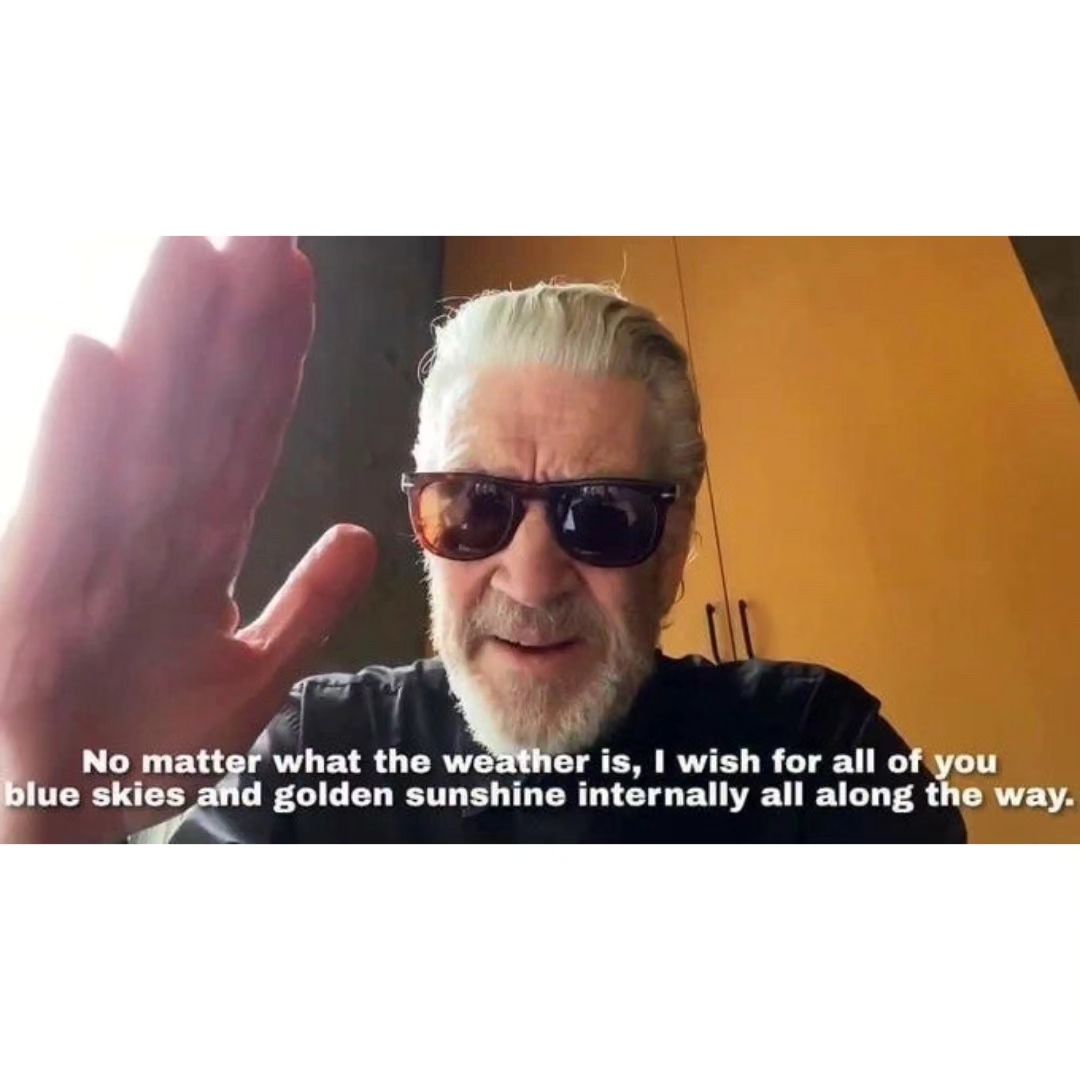 No matter what the weather is, I wish for all of you
blue skies and golden sunshine internally all along the way.